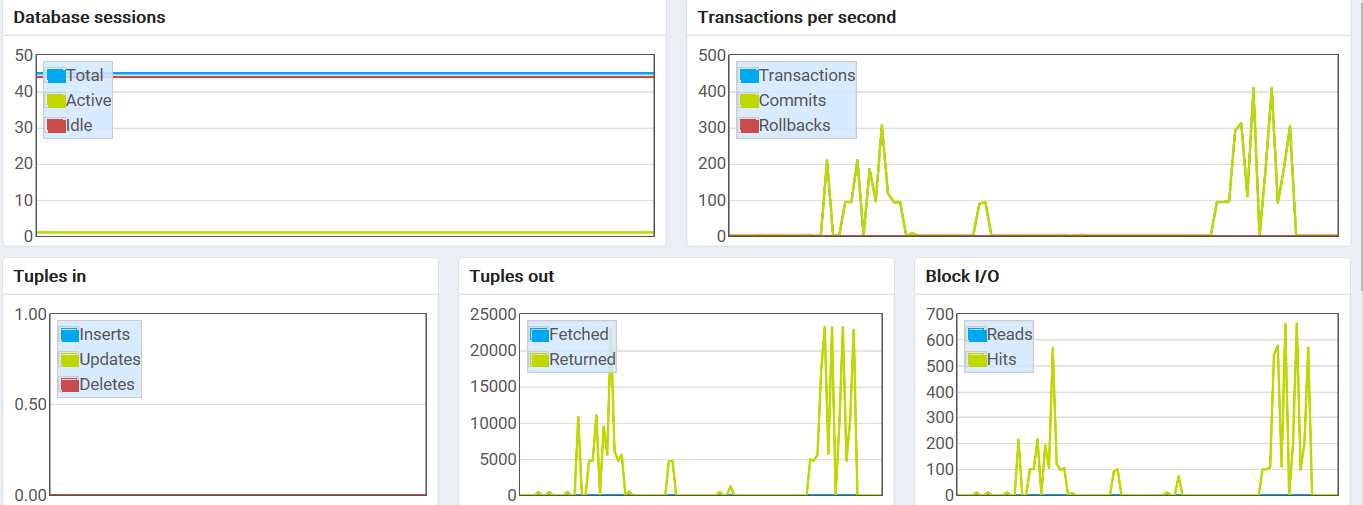 Database sessions
50
40
30
20
10
0
Total
Active
Idle
Transactions per second
500
400
300
200
100
0
Transactions
Commits
Rollbacks
Tuples in
1.00
0.50
0.00
Inserts
Updates
Deletes
Tuples out
25000
20000
15000
10000
5000
0
Fetched
Returned
Block I/O
700
600
500
400
300
200
100
0
Reads
Hits